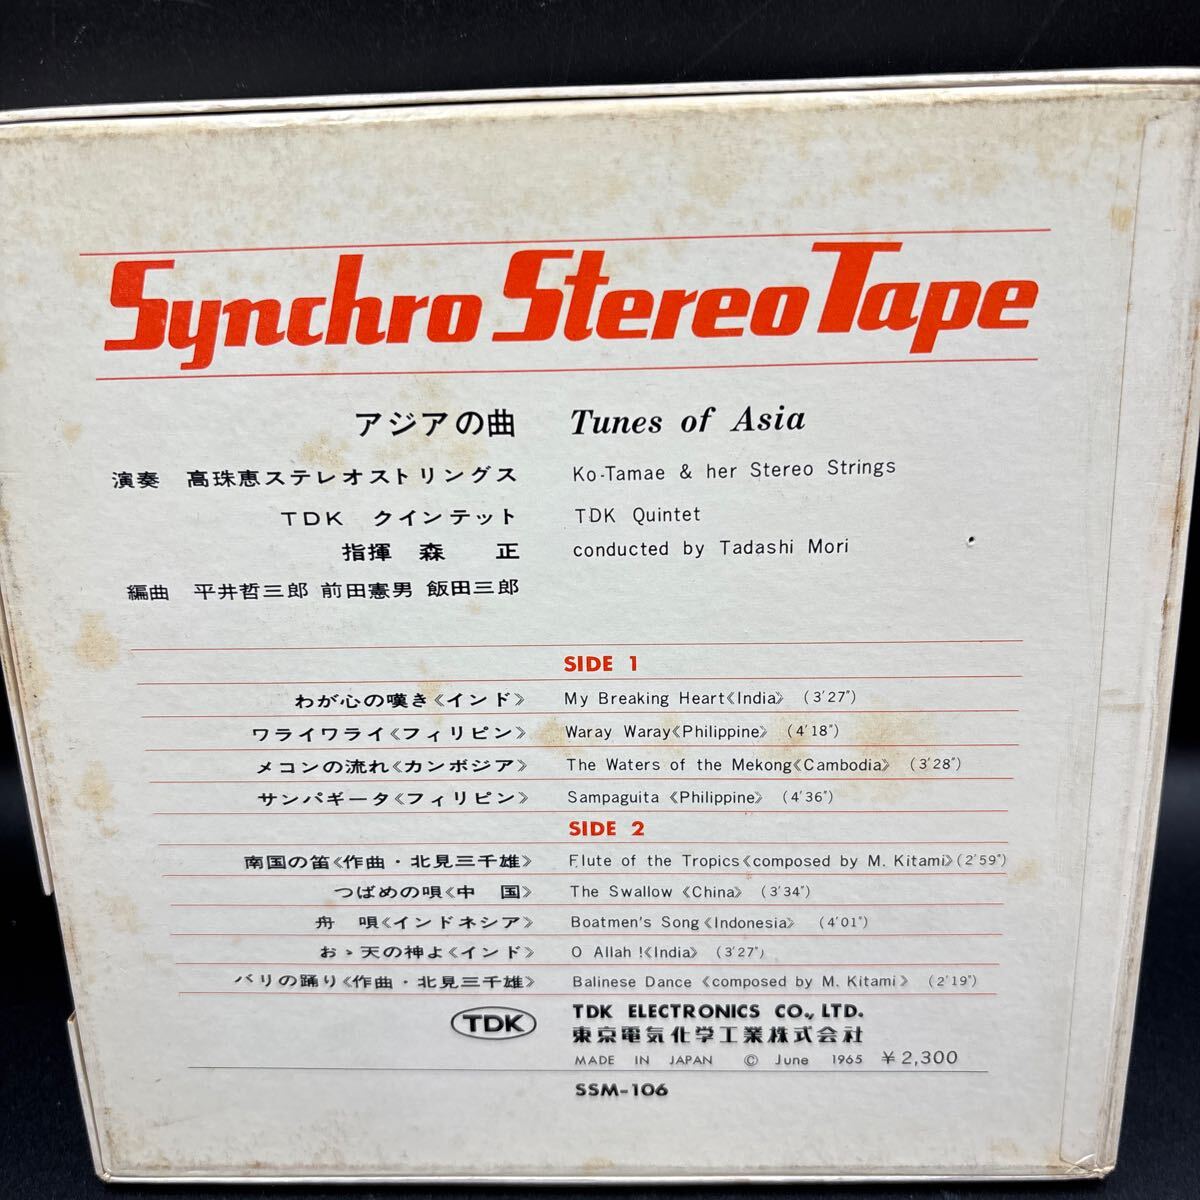 Synchro Stereo Tape
アジアの曲 Tunes of Asia
演奏 高珠恵ステレオストリングス Ko-Tamae & her Stereo Strings
TDK クインテット TDK Quintet
指揮 森 正 conducted by Tadashi Mori
編曲 平井哲三郎 前田憲男 飯田三郎
SIDE 1
わが心の嘆き《インド》 My Breaking Heart《India》 (3'27")
ワライワライ《フィリピン》 Waray Waray《Philippine》 (4'18")
メコンの流れ《カンボジア》 The Waters of the Mekong《Cambodia》 (3'28")
サンパギータ《フィリピン》 Sampaguita《Philippine》 (4'36")
SIDE 2
南国の笛《作曲・北見三千雄》 Flute of the Tropics《composed by M. Kitami》(2'59")
つばめの唄《中 国》 The Swallow《China》 (3'34")
舟 唄《インドネシア》 Boatmen's Song《Indonesia》 (4'01")
おゝ天の神よ《インド》 O Allah!《India》 (3'27")
バリの踊り《作曲・北見三千雄》 Balinese Dance《composed by M. Kitami》 (2'19")
TDK TDK ELECTRONICS CO., LTD.
東京電気化学工業株式会社
MADE IN JAPAN © June 1965 ¥2,300
SSM-106